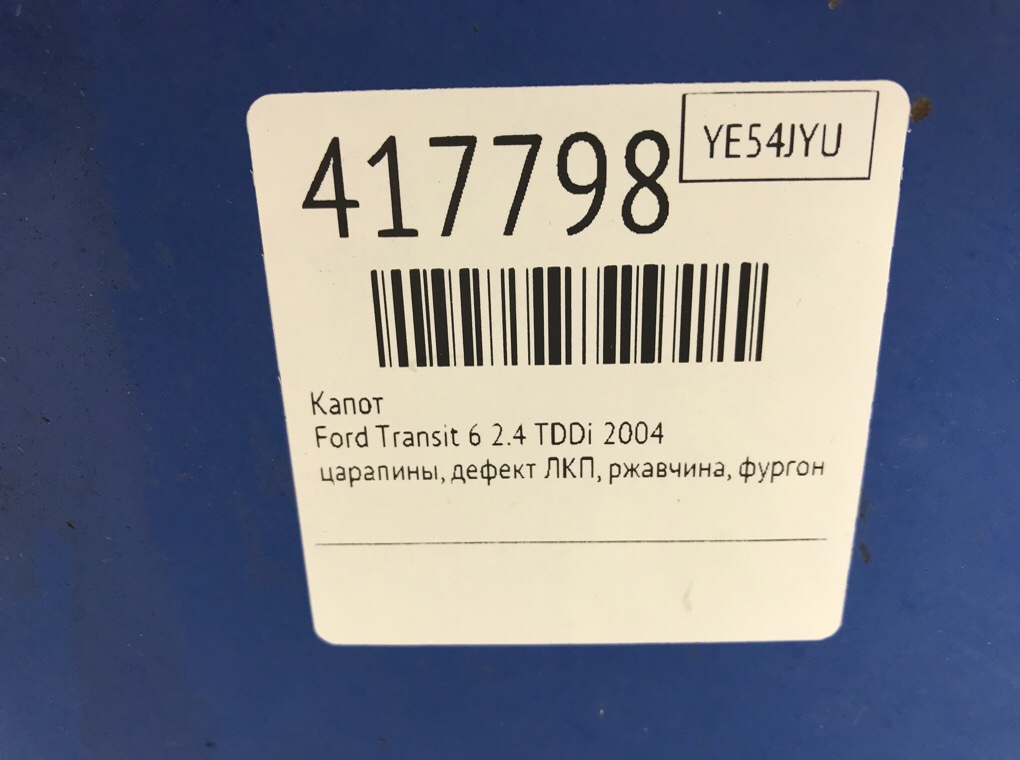 417798
YE54JYU
Капот
Ford Transit 6 2.4 TDDi 2004
царапины, дефект ЛКП, ржавчина, фургон